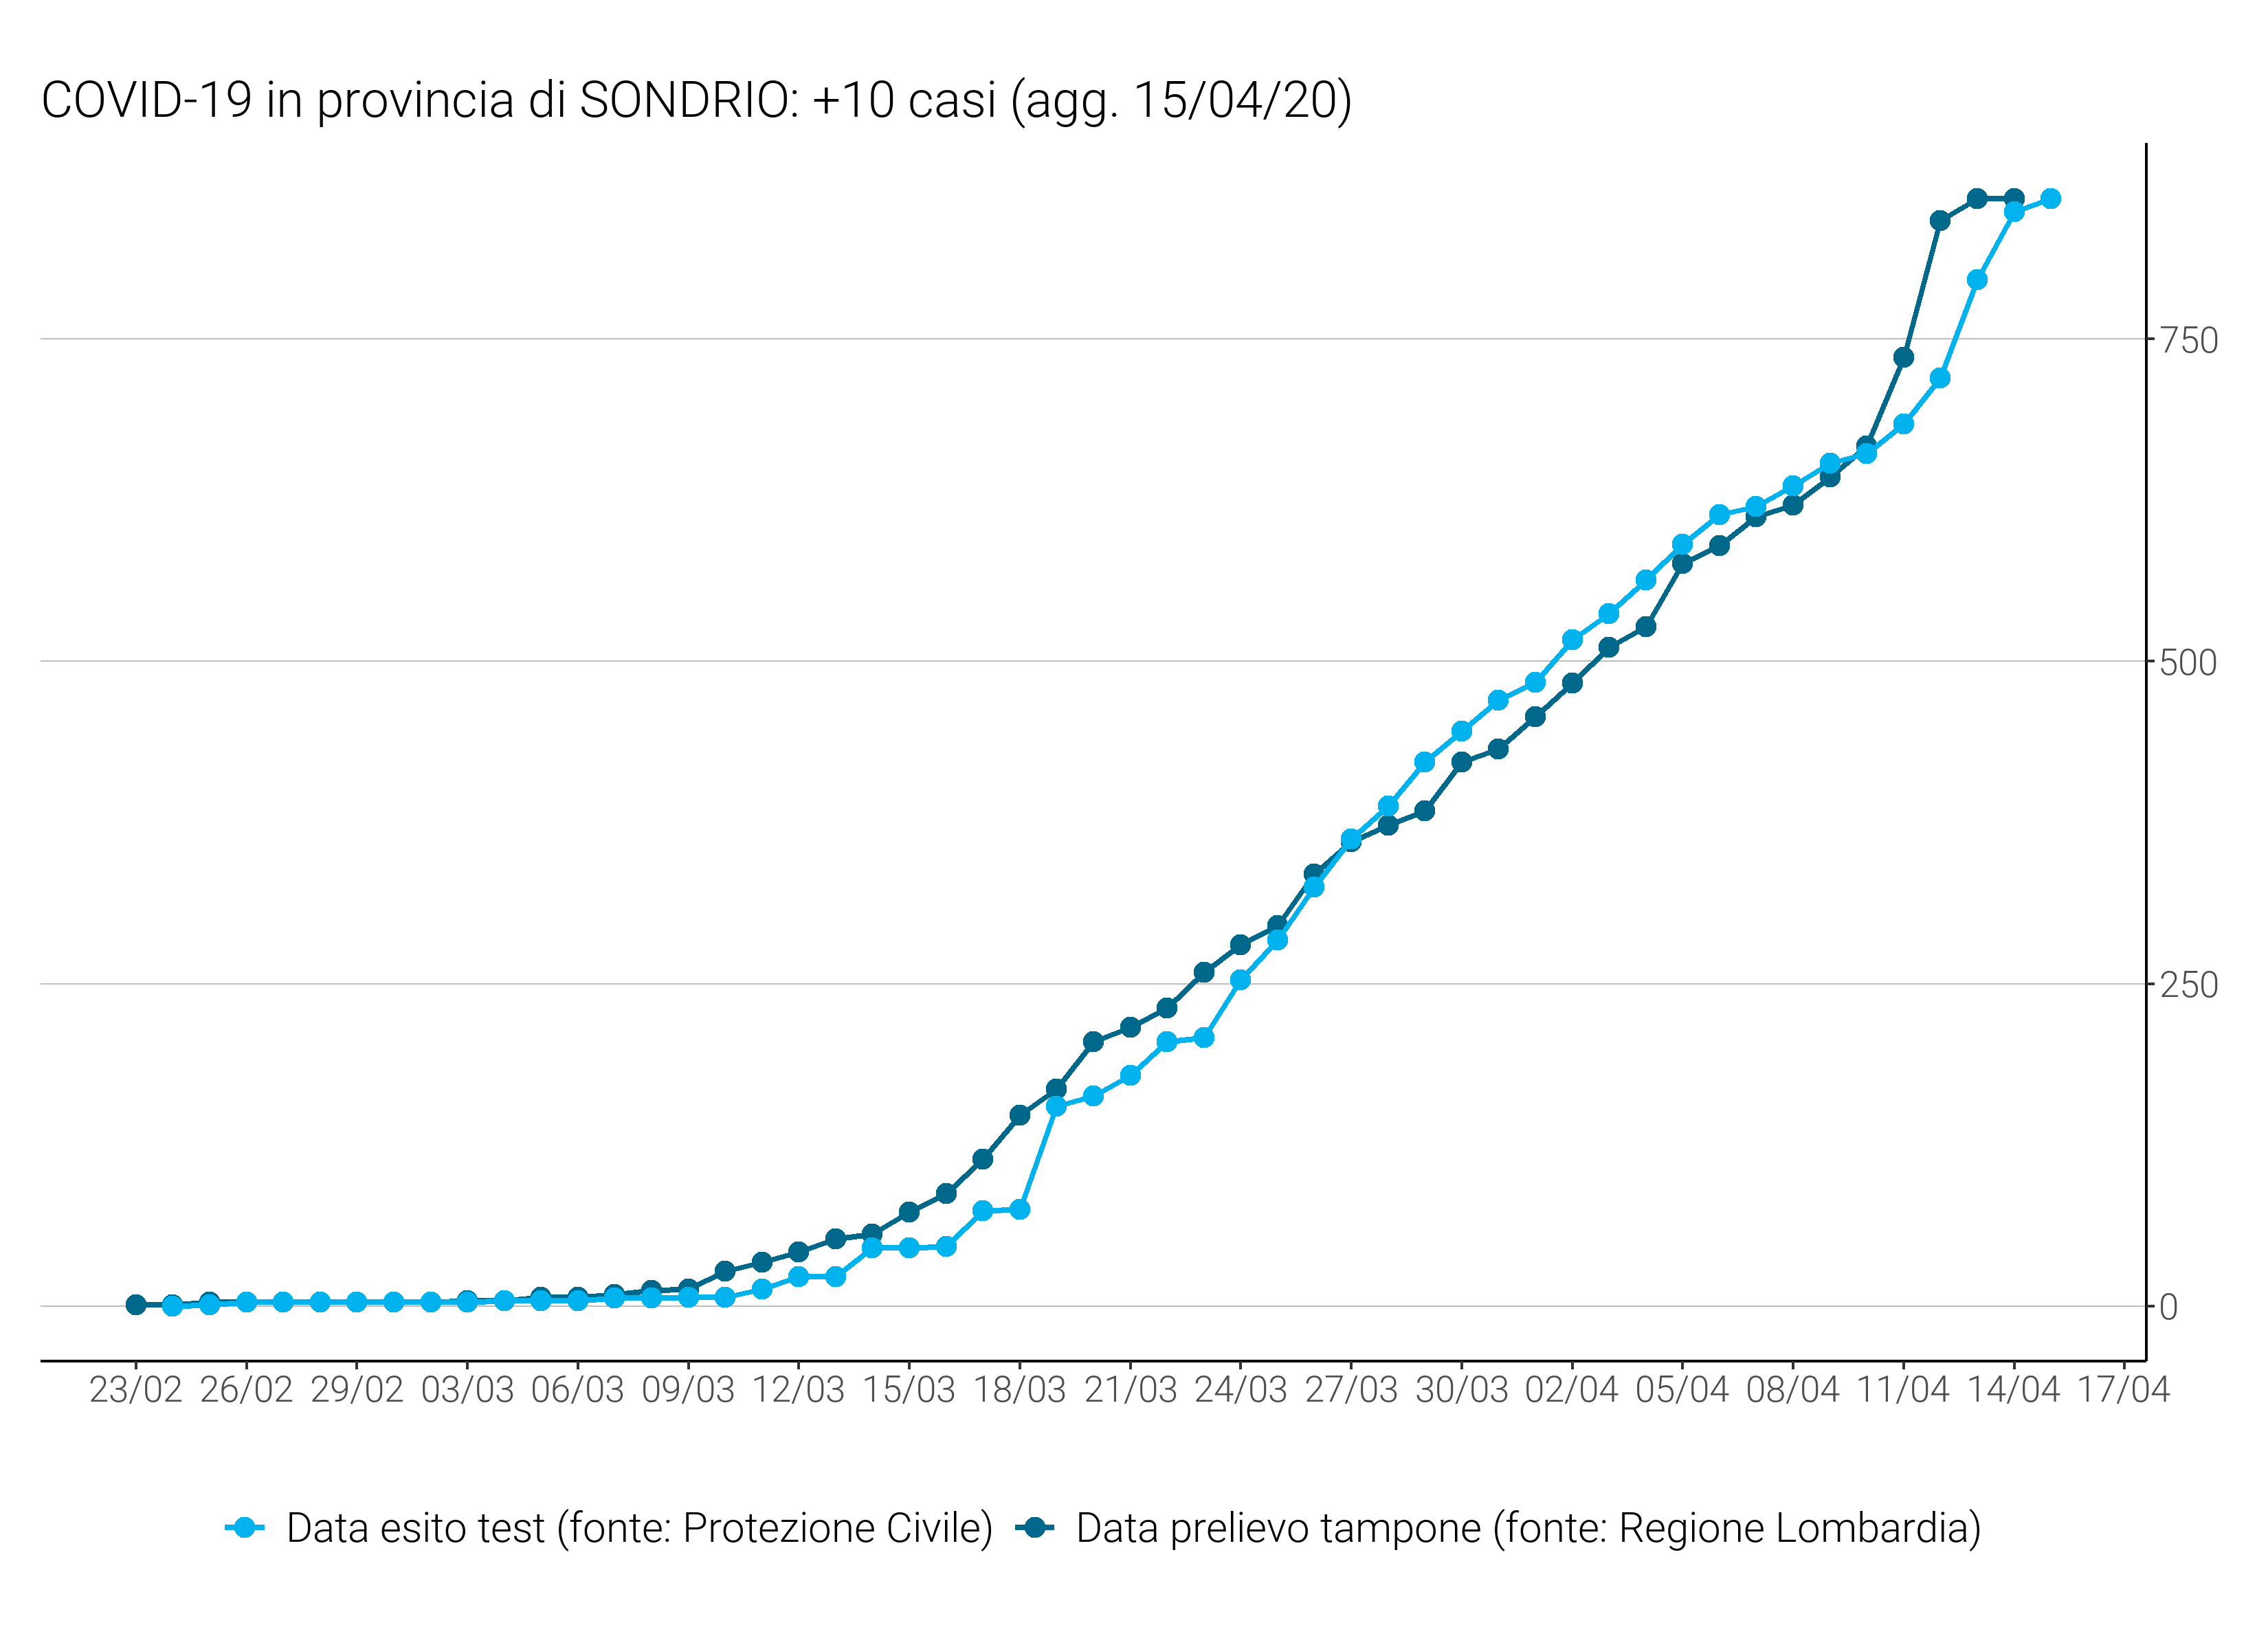 COVID-19 in provincia di SONDRIO: +10 casi (agg. 15/04/20)
750
500
250
0
23/02 26/02 29/02 03/03 06/03 09/03 12/03 15/03 18/03 21/03 24/03 27/03 30/03 02/04 05/04 08/04 11/04 14/04 17/04
Data esito test (fonte: Protezione Civile) Data prelievo tampone (fonte: Regione Lombardia)